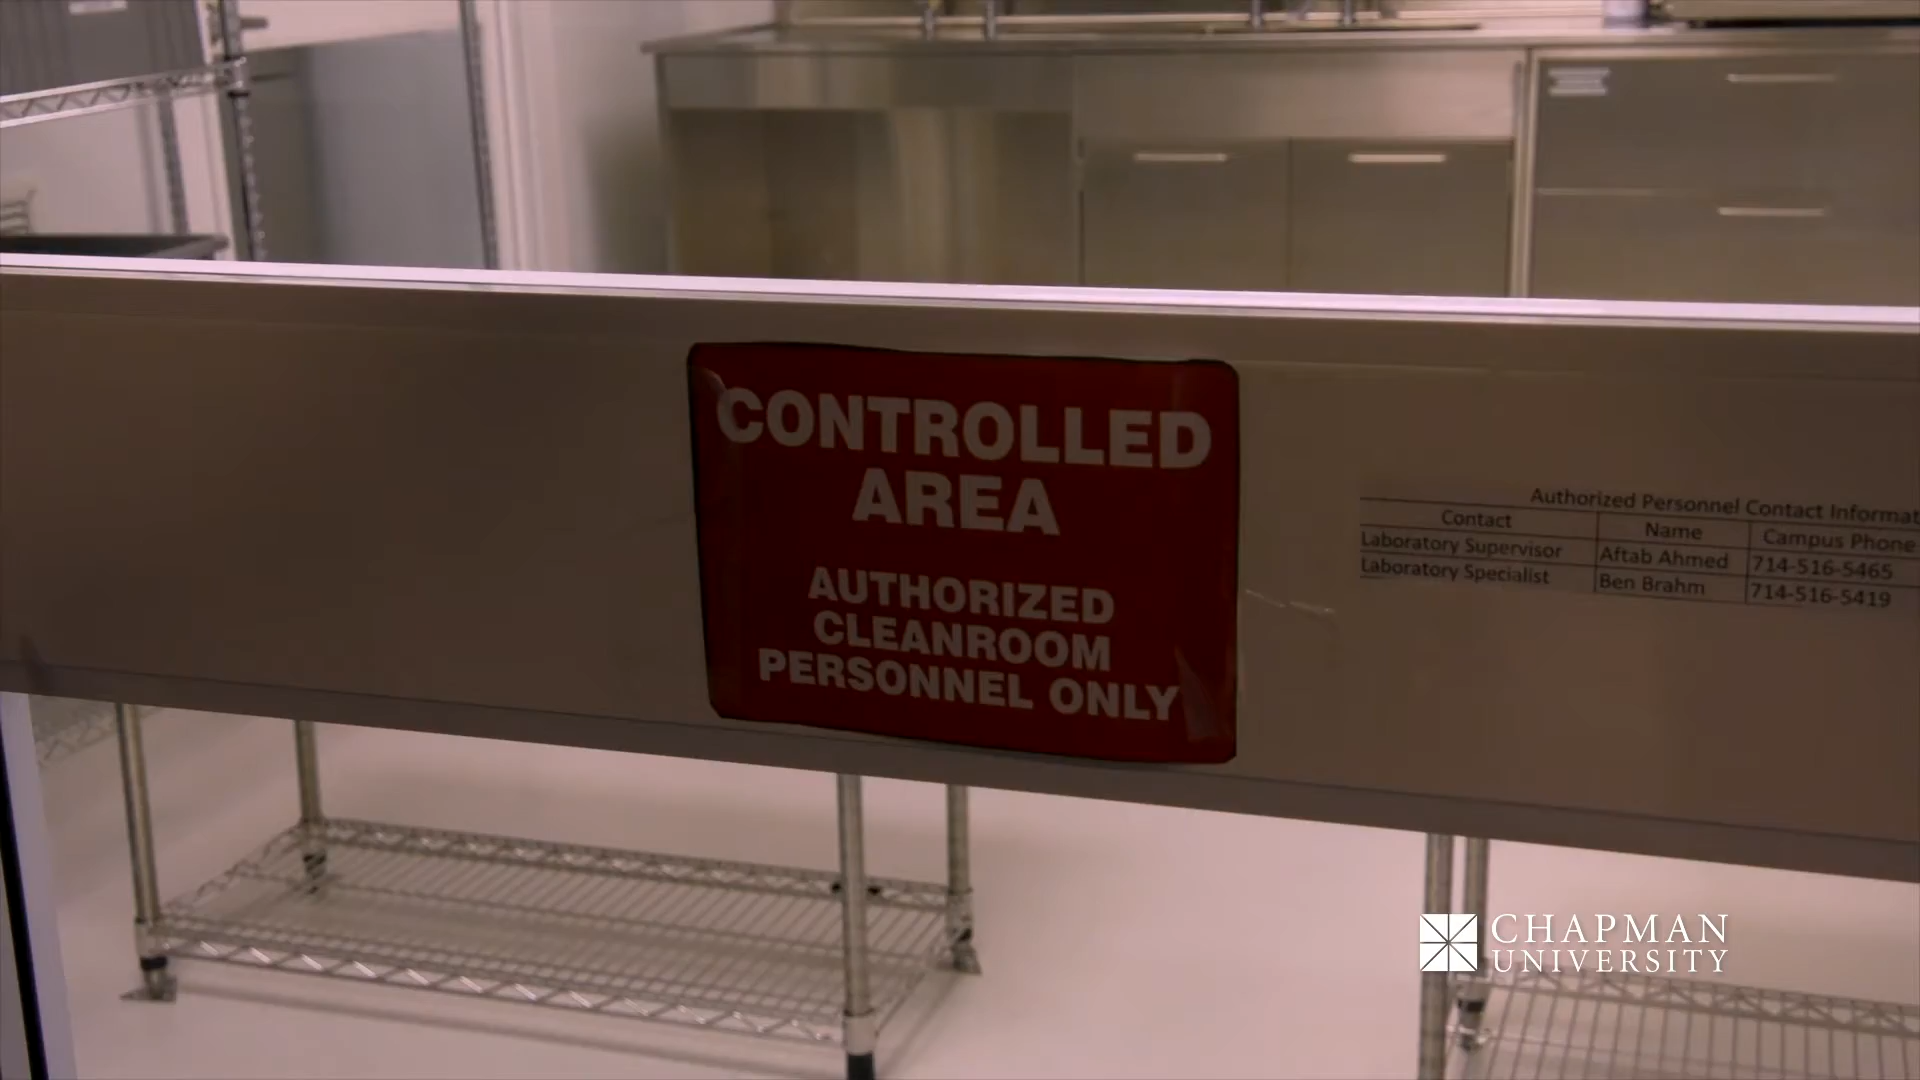 CONTROLLED
AREA
AUTHORIZED
CLEANROOM
PERSONNEL ONLY
Authorized Personnel Contact
Contact Name Campus Phone
Laboratory Supervisor Aftab Ahmed 714-516-5465
Laboratory Specialist Ben Brahm 714-516-5419
CHAPMAN
UNIVERSITY